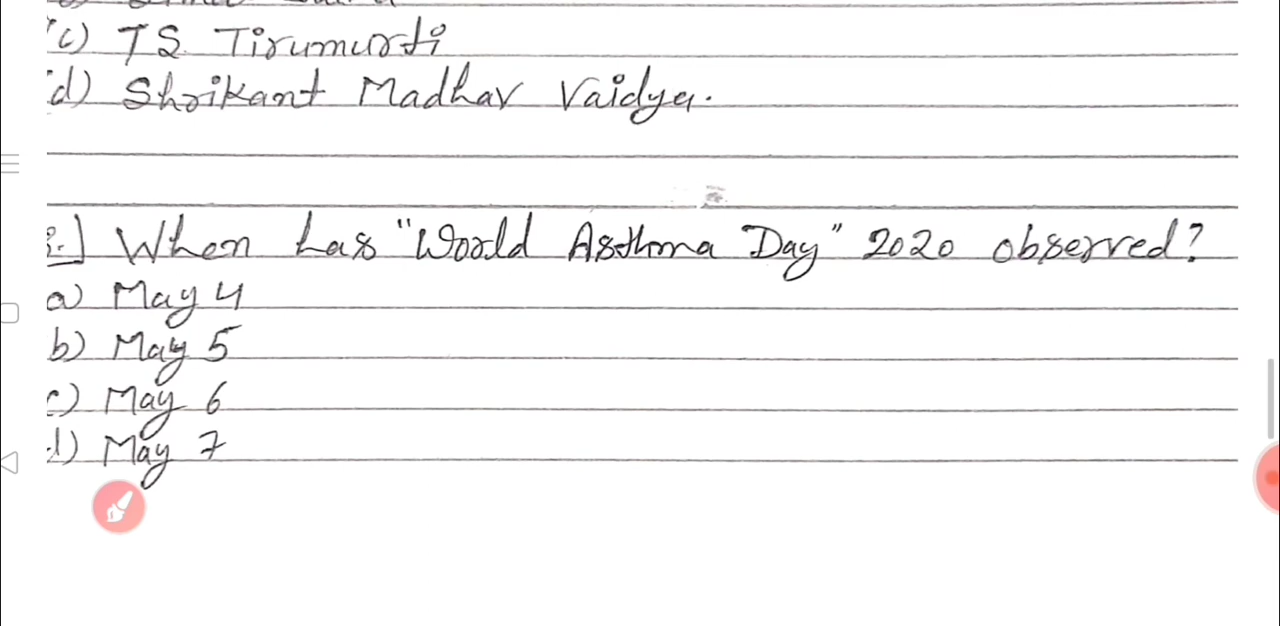 c) TS. Tirumurti
d) Shrikant Madhav Vaidya.
2.] When has "World Asthma Day" 2020 observed?
a) May 4
b) May 5
c) May 6
d) May 7